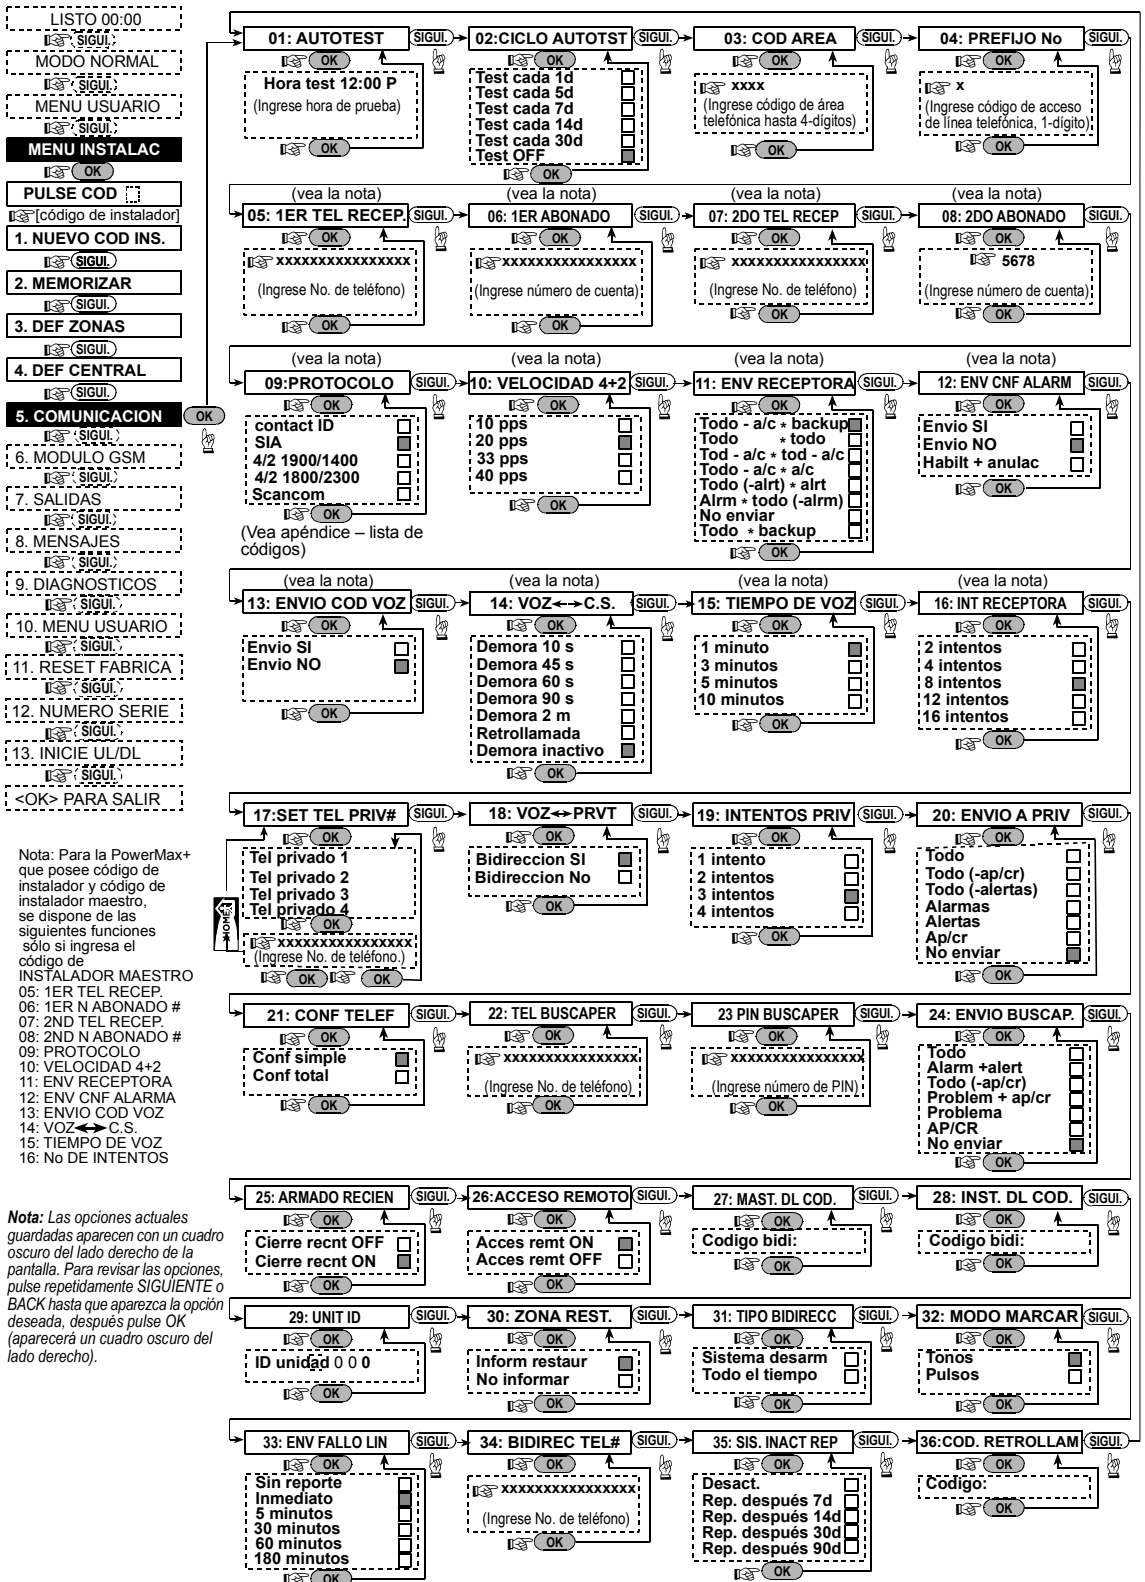 LISTO 00:00
SIGUI.
MODO NORMAL
SIGUI.
MENU USUARIO
SIGUI.
MENU INSTALAC
OK
PULSE COD
[código de instalador]
1. NUEVO COD INS.
SIGUI.
2. MEMORIZAR
SIGUI.
3. DEF ZONAS
SIGUI.
4. DEF CENTRAL
SIGUI.
5. COMUNICACION
OK
SIGUI.
6. MODULO GSM
SIGUI.
7. SALIDAS
SIGUI.
8. MENSAJES
SIGUI.
9. DIAGNOSTICOS
SIGUI.
10. MENU USUARIO
SIGUI.
11. RESET FABRICA
SIGUI.
12. NUMERO SERIE
SIGUI.
13. INICIE UL/DL
SIGUI.
<OK> PARA SALIR
Nota: Para la PowerMax+
que posee código de
instalador y código de
instalador maestro,
se dispone de las
siguientes funciones
sólo si ingresa el
código de
INSTALADOR MAESTRO
05: 1ER TEL RECEP.
06: 1ER N ABONADO #
07: 2ND TEL RECEP.
08: 2ND N ABONADO #
09: PROTOCOLO
10: VELOCIDAD 4+2
11: ENV RECEPTORA
12: ENV CNF ALARMA
13: ENVIO COD VOZ
14: VOZ◄►C.S.
15: TIEMPO DE VOZ
16: No DE INTENTOS
Nota: Las opciones actuales
guardadas aparecen con un cuadro
oscuro del lado derecho de la
pantalla. Para revisar las opciones,
pulse repetidamente SIGUIENTE o
BACK hasta que aparezca la opción
deseada, después pulse OK
(aparecerá un cuadro oscuro del
lado derecho).
01: AUTOTEST
SIGUI.
OK
Hora test 12:00 P
(Ingrese hora de prueba)
OK
02:CICLO AUTOTST
SIGUI.
OK
Test cada 1d
Test cada 5d
Test cada 7d
Test cada 14d
Test cada 30d
Test OFF
OK
03: COD AREA
SIGUI.
OK
xxxx
(Ingrese código de área
telefónica hasta 4-dígitos)
OK
04: PREFIJO No
SIGUI.
OK
x
(Ingrese código de acceso
de línea telefónica, 1-dígito)
OK
(vea la nota)
05: 1ER TEL RECEP.
SIGUI.
OK
xxxxxxxxxxxxxxxx
(Ingrese No. de teléfono)
OK
(vea la nota)
06: 1ER ABONADO
SIGUI.
OK
xxxxxxxxxxxxxxxx
(Ingrese número de cuenta)
OK
(vea la nota)
07: 2DO TEL RECEP
SIGUI.
OK
xxxxxxxxxxxxxxxx
(Ingrese No. de teléfono)
OK
(vea la nota)
08: 2DO ABONADO
SIGUI.
OK
5678
(Ingrese número de cuenta)
OK
(vea la nota)
09:PROTOCOLO
SIGUI.
OK
contact ID
SIA
4/2 1900/1400
4/2 1800/2300
Scancom
OK
(Vea apéndice – lista de
códigos)
(vea la nota)
10: VELOCIDAD 4+2
SIGUI.
OK
10 pps
20 pps
33 pps
40 pps
OK
(vea la nota)
11: ENV RECEPTORA
SIGUI.
OK
Todo - a/c * backup
Todo * todo
Tod - a/c * tod - a/c
Todo - a/c * a/c
Todo (-alrt) * alrt
Alrm * todo (-alrm)
No enviar
Todo * backup
OK
(vea la nota)
12: ENV CNF ALARM
SIGUI.
OK
Envio SI
Envio NO
Habilt + anulac
OK
(vea la nota)
13: ENVIO COD VOZ
SIGUI.
OK
Envio SI
Envio NO
OK
(vea la nota)
14: VOZ◄-►C.S.
SIGUI.
OK
Demora 10 s
Demora 45 s
Demora 60 s
Demora 90 s
Demora 2 m
Retrollamada
Demora inactivo
OK
(vea la nota)
15: TIEMPO DE VOZ
SIGUI.
OK
1 minuto
3 minutos
5 minutos
10 minutos
OK
(vea la nota)
16: INT RECEPTORA
SIGUI.
OK
2 intentos
4 intentos
8 intentos
12 intentos
16 intentos
OK
17:SET TEL PRIV#
SIGUI.
OK
Tel privado 1
Tel privado 2
Tel privado 3
Tel privado 4
OK
HOME
xxxxxxxxxxxxxxxx
(Ingrese No. de teléfono.)
OK OK
18: VOZ◄►PRVT
SIGUI.
OK
Bidireccion SI
Bidireccion No
OK
19: INTENTOS PRIV
SIGUI.
OK
1 intento
2 intentos
3 intentos
4 intentos
OK
20: ENVIO A PRIV
SIGUI.
OK
Todo
Todo (-ap/cr)
Todo (-alertas)
Alarmas
Alertas
Ap/cr
No enviar
OK
21: CONF TELEF
SIGUI.
OK
Conf simple
Conf total
OK
22: TEL BUSCAPER
SIGUI.
OK
xxxxxxxxxxxxxxxx
(Ingrese No. de teléfono)
OK
23 PIN BUSCAPER
SIGUI.
OK
xxxxxxxxxxxxxxxx
(Ingrese número de PIN)
OK
24: ENVIO BUSCAP.
SIGUI.
OK
Todo
Alarm +alert
Todo (-ap/cr)
Problem + ap/cr
Problema
AP/CR
No enviar
OK
25: ARMADO RECIEN
SIGUI.
OK
Cierre recnt OFF
Cierre recnt ON
OK
26:ACCESO REMOTO
SIGUI.
OK
Acces remt ON
Acces remt OFF
OK
27: MAST. DL COD.
SIGUI.
OK
Codigo bidi:
OK
28: INST. DL COD.
SIGUI.
OK
Codigo bidi:
OK
29: UNIT ID
SIGUI.
OK
ID unidad 0 0 0
OK
30: ZONA REST.
SIGUI.
OK
Inform restaur
No informar
OK
31: TIPO BIDIRECC
SIGUI.
OK
Sistema desarm
Todo el tiempo
OK
32: MODO MARCAR
SIGUI.
OK
Tonos
Pulsos
OK
33: ENV FALLO LIN
SIGUI.
OK
Sin reporte
Inmediato
5 minutos
30 minutos
60 minutos
180 minutos
OK
34: BIDIREC TEL#
SIGUI.
OK
xxxxxxxxxxxxxxxx
(Ingrese No. de teléfono)
OK
35: SIS. INACT REP
SIGUI.
OK
Desact.
Rep. después 7d
Rep. después 14d
Rep. después 30d
Rep. después 90d
OK
36:COD. RETROLLAM
SIGUI.
OK
Codigo:
OK